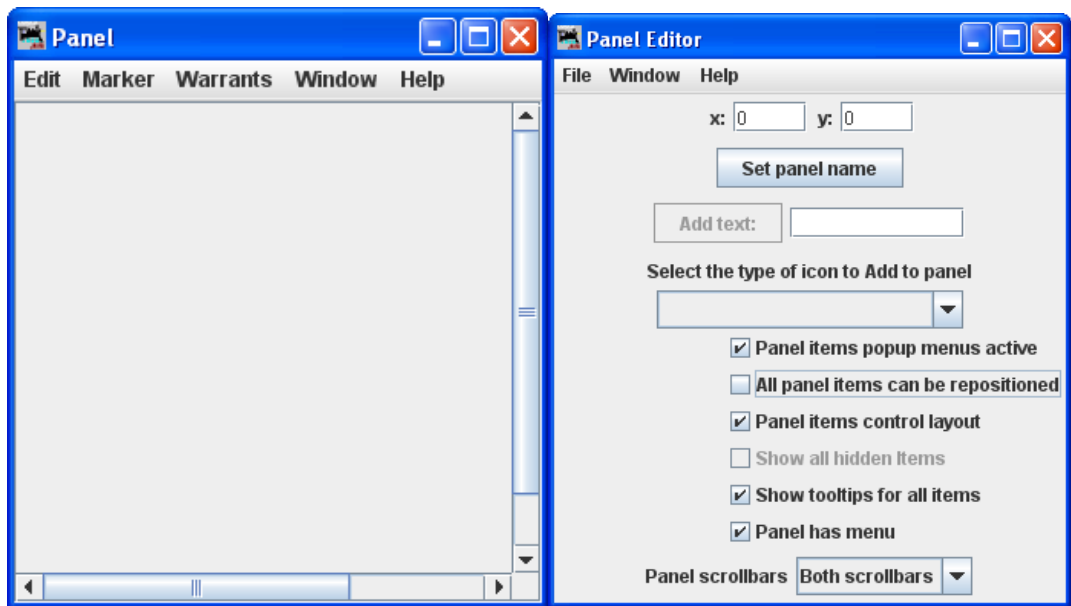 Panel
Edit Marker Warrants Window Help
Panel Editor
File Window Help
x: 0 y: 0
Set panel name
Add text:
Select the type of icon to Add to panel
Panel items popup menus active
All panel items can be repositioned
Panel items control layout
Show all hidden Items
Show tooltips for all items
Panel has menu
Panel scrollbars Both scrollbars